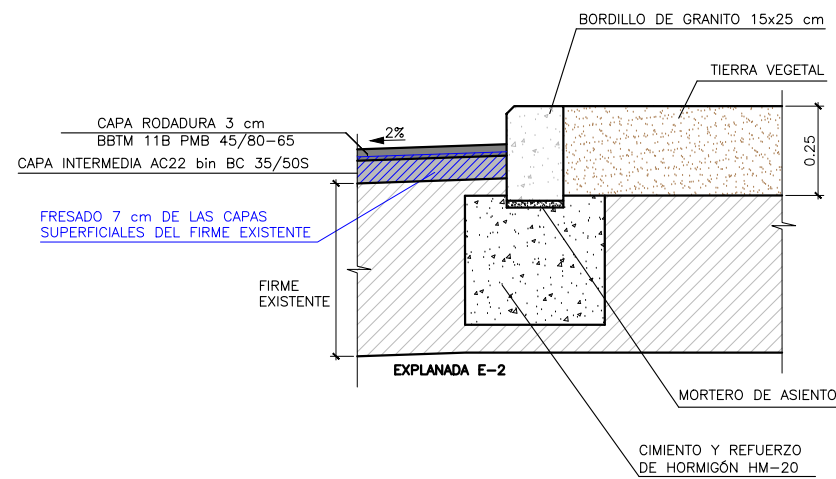 BORDILLO DE GRANITO 15x25 cm
TIERRA VEGETAL
CAPA RODADURA 3 cm
BBTM 11B PMB 45/80-65
2%
CAPA INTERMEDIA AC22 bin BC 35/50S
0.25
FRESADO 7 cm DE LAS CAPAS
SUPERFICIALES DEL FIRME EXISTENTE
FIRME
EXISTENTE
EXPLANADA E-2
MORTERO DE ASIENTO
CIMIENTO Y REFUERZO
DE HORMIGÓN HM-20